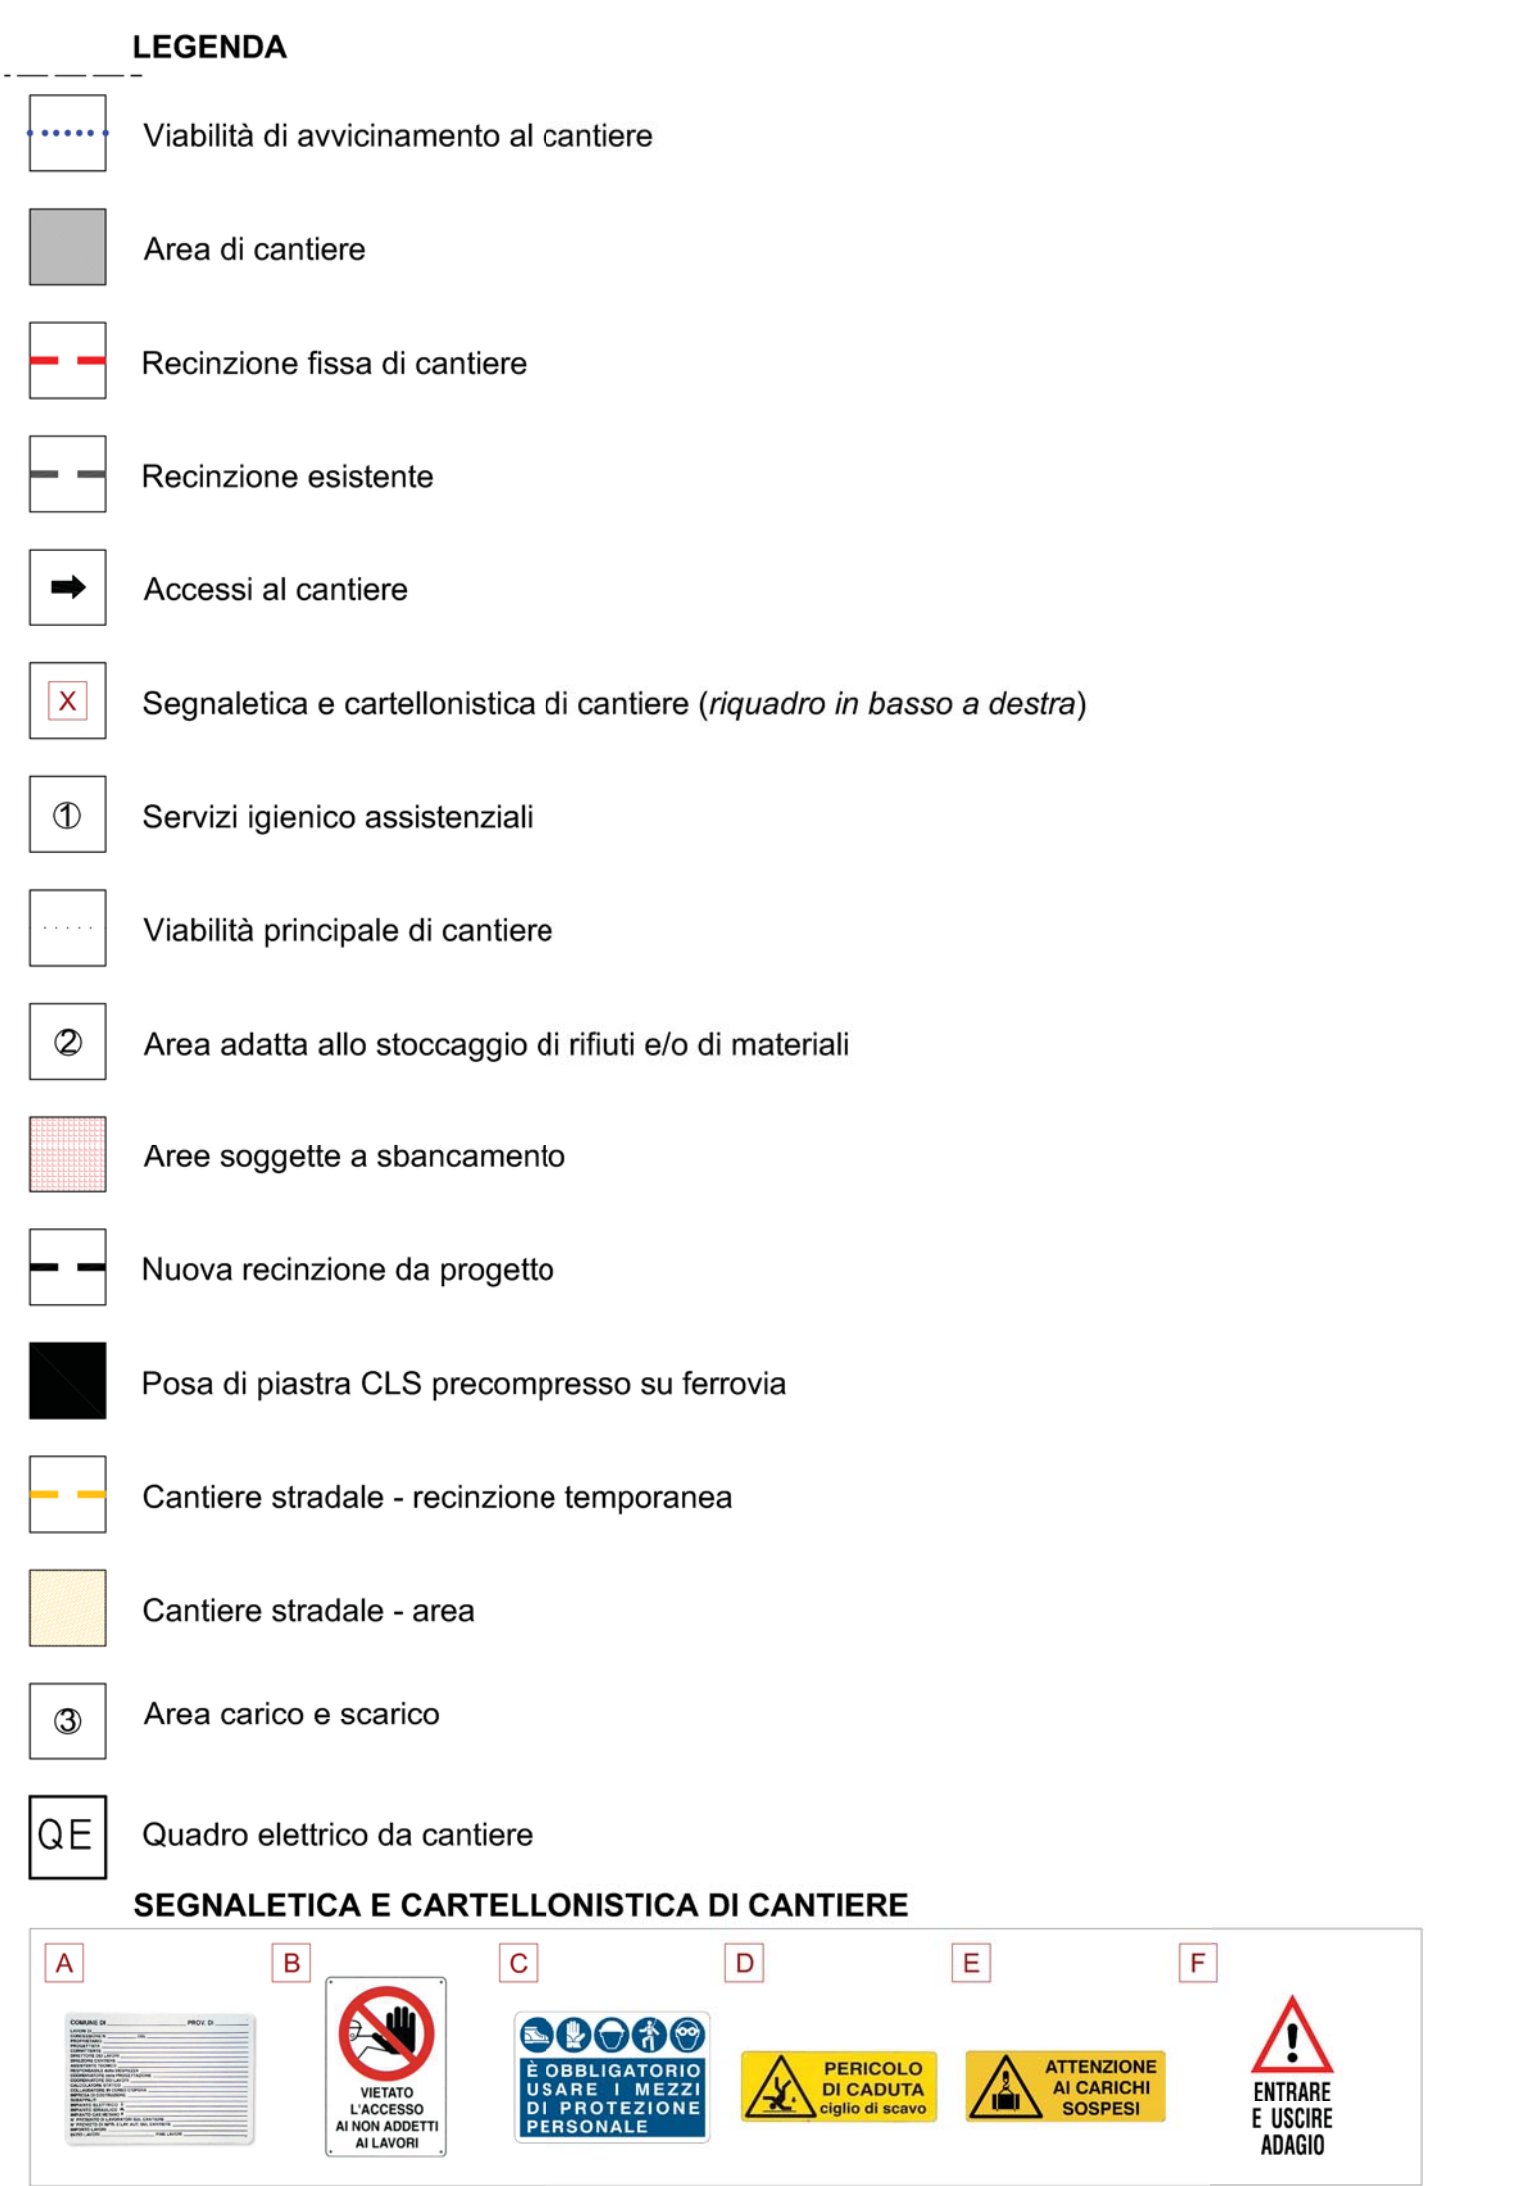 LEGENDA
Viabilità di avvicinamento al cantiere
Area di cantiere
Recinzione fissa di cantiere
Recinzione esistente
Accessi al cantiere
X
Segnaletica e cartellonistica di cantiere (riquadro in basso a destra)
1
Servizi igienico assistenziali
Viabilità principale di cantiere
2
Area adatta allo stoccaggio di rifiuti e/o di materiali
Aree soggette a sbancamento
Nuova recinzione da progetto
Posa di piastra CLS precompresso su ferrovia
Cantiere stradale - recinzione temporanea
Cantiere stradale - area
3
Area carico e scarico
QE
Quadro elettrico da cantiere
SEGNALETICA E CARTELLONISTICA DI CANTIERE
A
COMUNE DI PROV. DI
B
VIETATO
L'ACCESSO
AI NON ADDETTI
AI LAVORI
C
È OBBLIGATORIO
USARE I MEZZI
DI PROTEZIONE
PERSONALE
D
PERICOLO
DI CADUTA
ciglio di scavo
E
ATTENZIONE
AI CARICHI
SOSPESI
F
ENTRARE
E USCIRE
ADAGIO